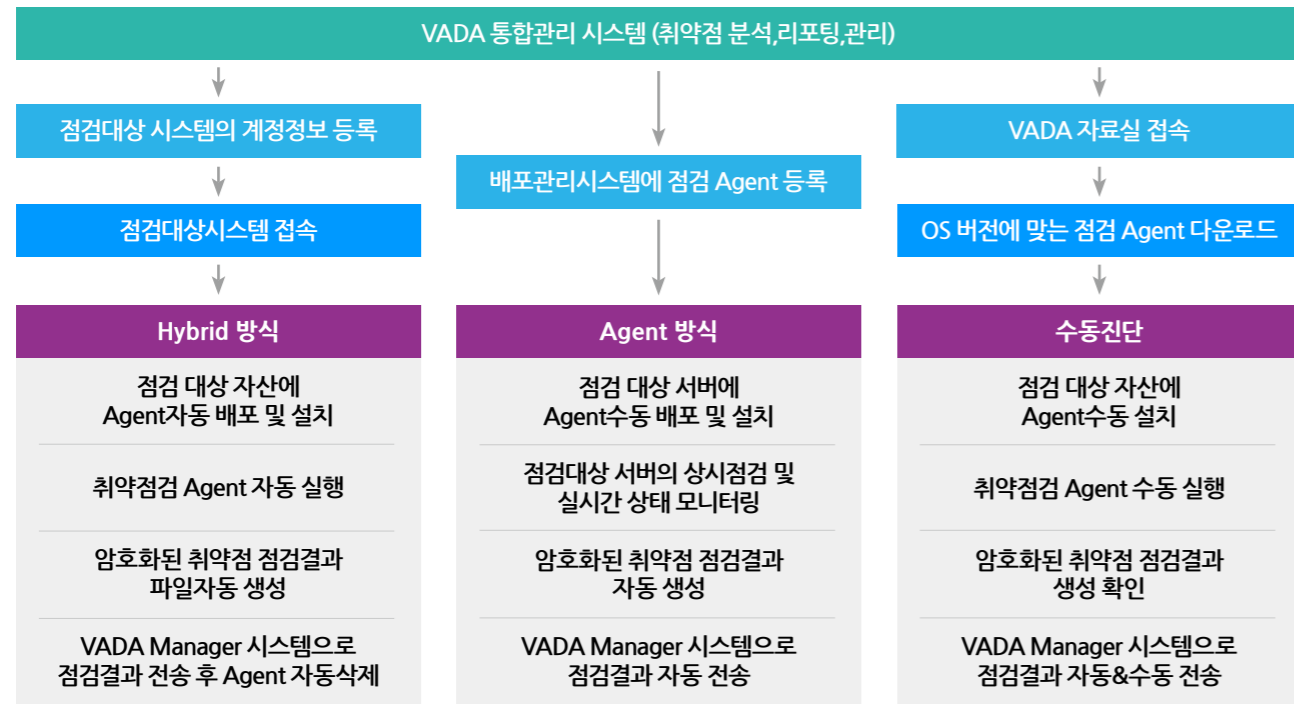 VADA 통합관리 시스템 (취약점 분석,리포팅,관리)
점검대상 시스템의 계정정보 등록
점검대상시스템 접속
Hybrid 방식
점검 대상 자산에
Agent자동 배포 및 설치
취약점검 Agent 자동 실행
암호화된 취약점 점검결과
파일자동 생성
VADA Manager 시스템으로
점검결과 전송 후 Agent 자동삭제
배포관리시스템에 점검 Agent 등록
Agent 방식
점검 대상 서버에
Agent수동 배포 및 설치
점검대상 서버의 상시점검 및
실시간 상태 모니터링
암호화된 취약점 점검결과
자동 생성
VADA Manager 시스템으로
점검결과 자동 전송
VADA 자료실 접속
OS 버전에 맞는 점검 Agent 다운로드
수동진단
점검 대상 자산에
Agent수동 설치
취약점검 Agent 수동 실행
암호화된 취약점 점검결과
생성 확인
VADA Manager 시스템으로
점검결과 자동&수동 전송